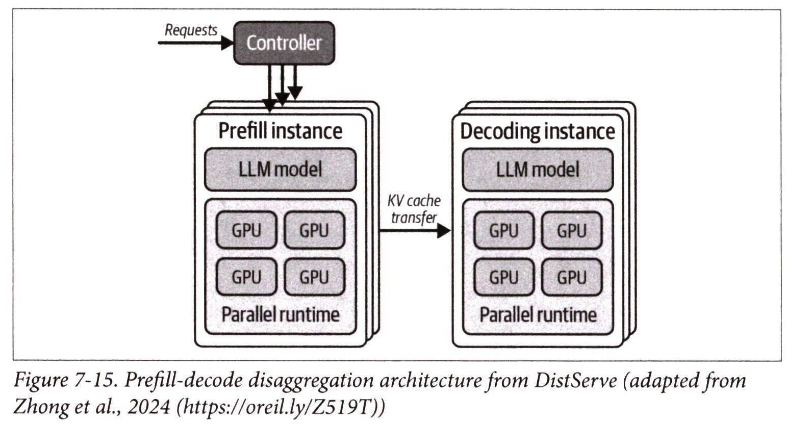 Requests
Controller
Prefill instance
LLM model
GPU GPU
GPU GPU
Parallel runtime
KV cache
transfer
Decoding instance
LLM model
GPU GPU
GPU GPU
Parallel runtime
Figure 7-15. Prefill-decode disaggregation architecture from DistServe (adapted from
Zhong et al., 2024 (https://oreil.ly/Z519T))